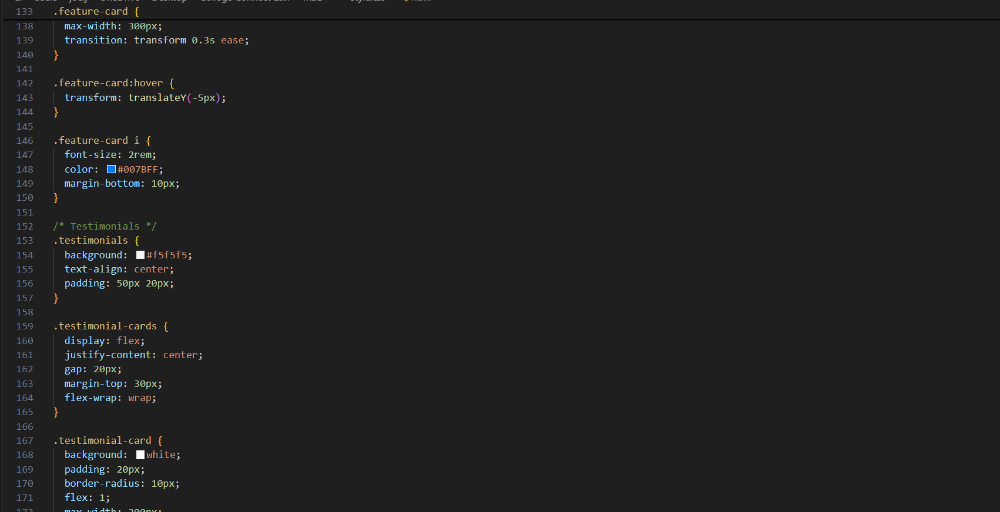 133 .feature-card {
138 max-width: 300px;
139 transition: transform 0.3s ease;
140 }
141
142 .feature-card:hover {
143 transform: translateY(-5px);
144 }
145
146 .feature-card i {
147 font-size: 2rem;
148 color: #007BFF;
149 margin-bottom: 10px;
150 }
151
152 /* Testimonials */
153 .testimonials {
154 background: #f5f5f5;
155 text-align: center;
156 padding: 50px 20px;
157 }
158
159 .testimonial-cards {
160 display: flex;
161 justify-content: center;
162 gap: 20px;
163 margin-top: 30px;
164 flex-wrap: wrap;
165 }
166
167 .testimonial-card {
168 background: white;
169 padding: 20px;
170 border-radius: 10px;
171 flex: 1;
172 max-width: 300px;